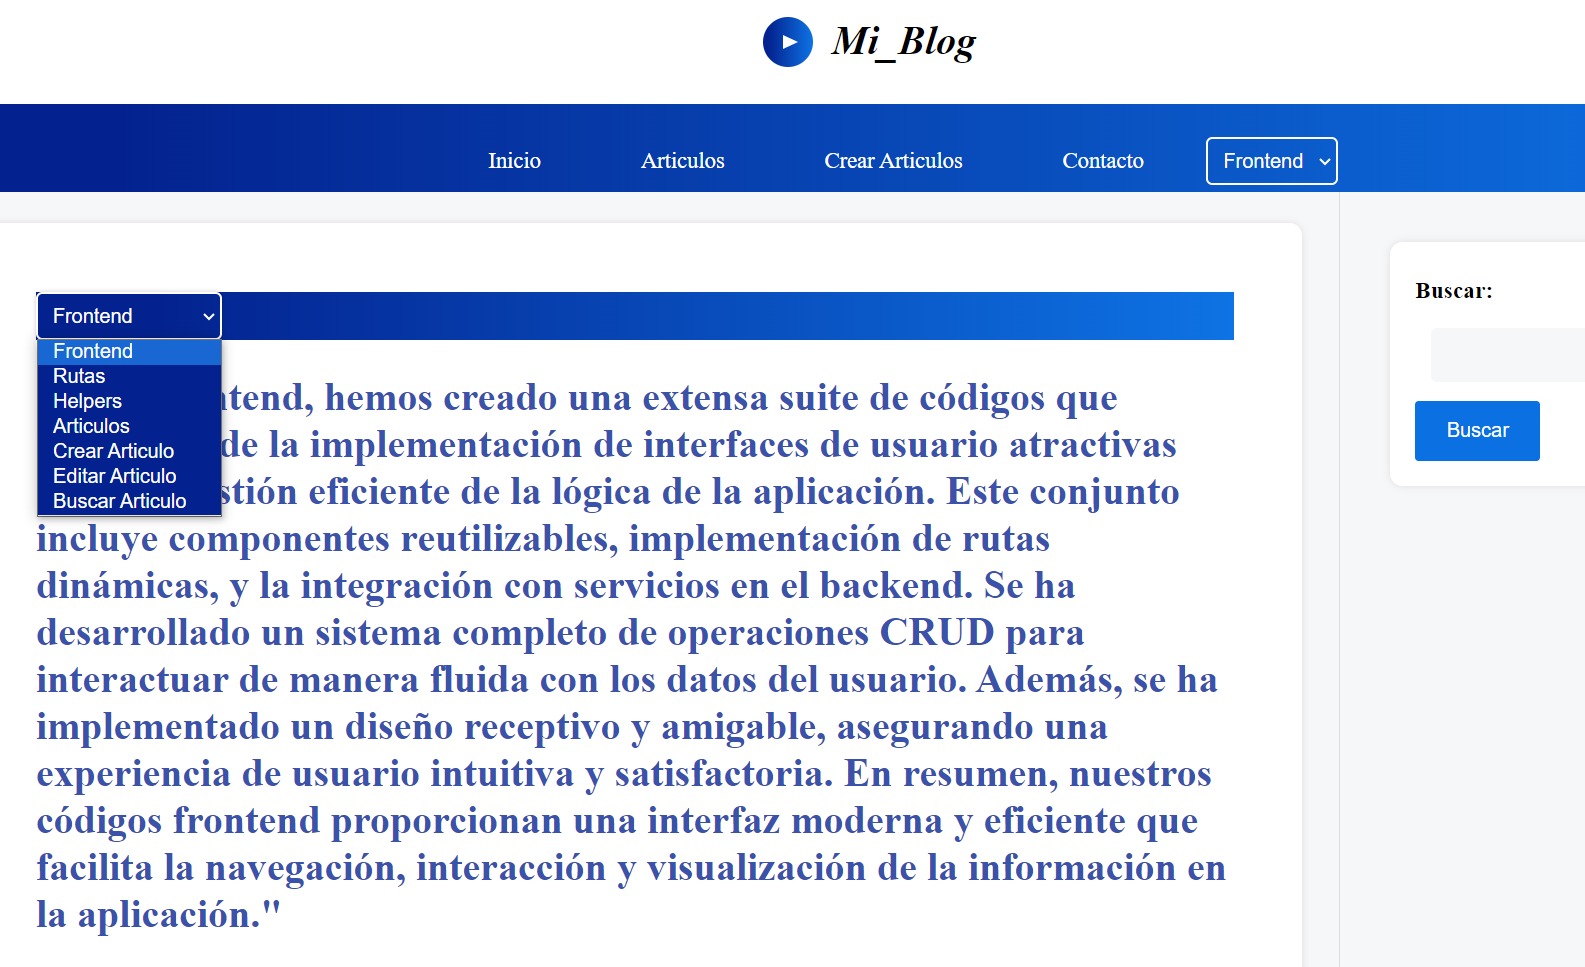 Mi_Blog
Inicio
Articulos
Crear Articulos
Contacto
Frontend
Frontend
Frontend
Rutas
Helpers
Articulos
Crear Articulo
Editar Articulo
Buscar Articulo
ntend, hemos creado una extensa suite de códigos que
de la implementación de interfaces de usuario atractivas
stión eficiente de la lógica de la aplicación. Este conjunto
incluye componentes reutilizables, implementación de rutas
dinámicas, y la integración con servicios en el backend. Se ha
desarrollado un sistema completo de operaciones CRUD para
interactuar de manera fluida con los datos del usuario. Además, se ha
implementado un diseño receptivo y amigable, asegurando una
experiencia de usuario intuitiva y satisfactoria. En resumen, nuestros
códigos frontend proporcionan una interfaz moderna y eficiente que
facilita la navegación, interacción y visualización de la información en
la aplicación."
Buscar:
Buscar